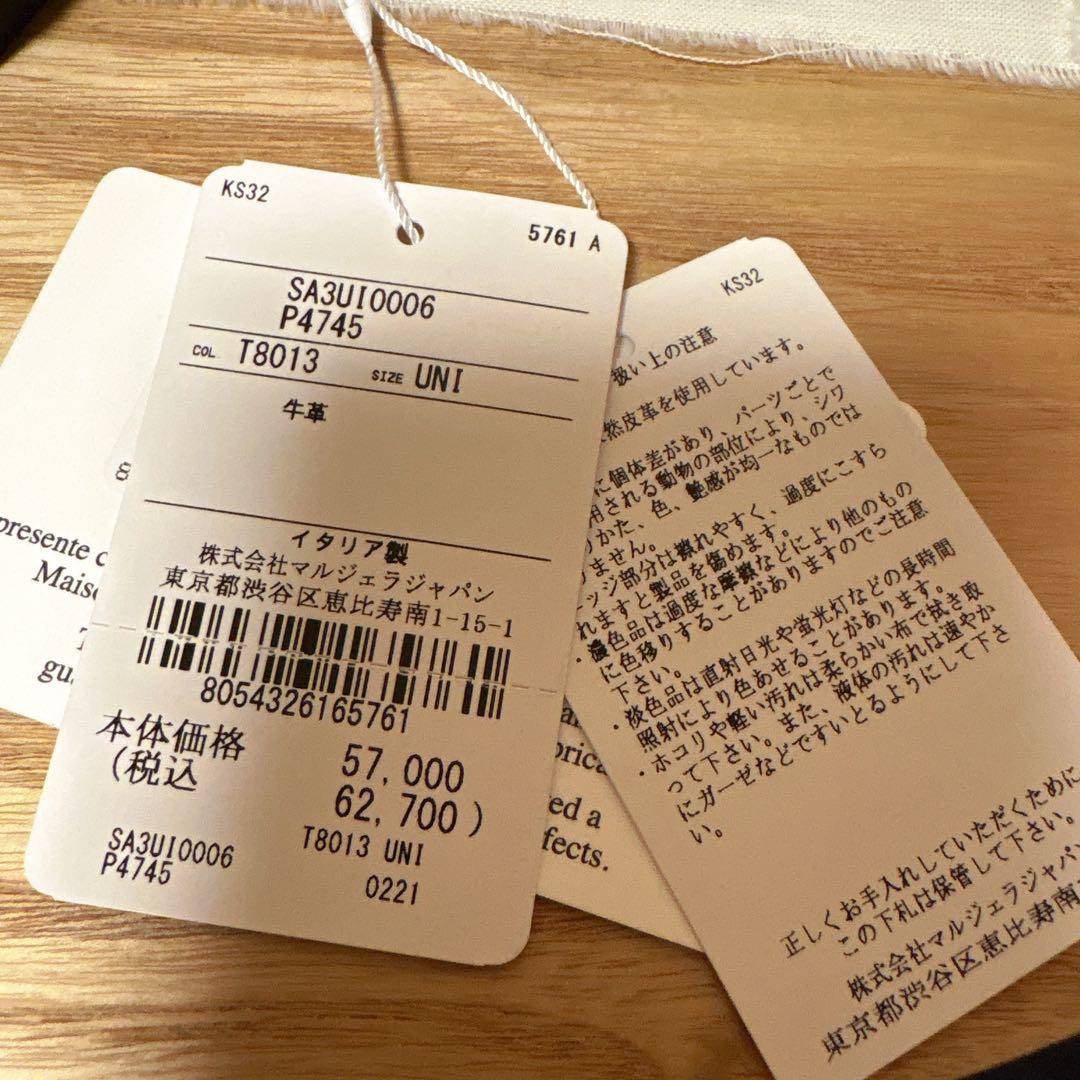 KS32
5761 A
SA3UI0006
P4745
COL T8013 SIZE UNI
牛革
イタリア製
株式会社マルジェラジャパン
東京都渋谷区恵比寿南1-15-1
8054326165761
本体価格 57,000
(税込 62,700)
SA3UI0006 T8013 UNI
P4745 0221
KS32
扱い上の注意
然皮革を使用しています。
に個体差があり、パーツごとで
用される動物の部位により、シワ
かた、色、艶感が均一なものでは
ません。
ッジ部分は擦れやすく、過度にこすら
れますと製品を傷めます。
・濃色品は過度な摩擦などにより他のもの
に色移りすることがありますのでご注意
下さい。
・淡色品は直射日光や蛍光灯などの長時間
照射により色あせることがあります。
・ホコリや軽い汚れは柔らかい布で拭き取
って下さい。また、液体の汚れは速やか
にガーゼなどですいとるようにして下さ
い。
正しくお手入れしていただくために
この下札は保管して下さい。
株式会社マルジェラジャパ
東京都渋谷区恵比寿南
presente
Mais
gu
ed a
fects.